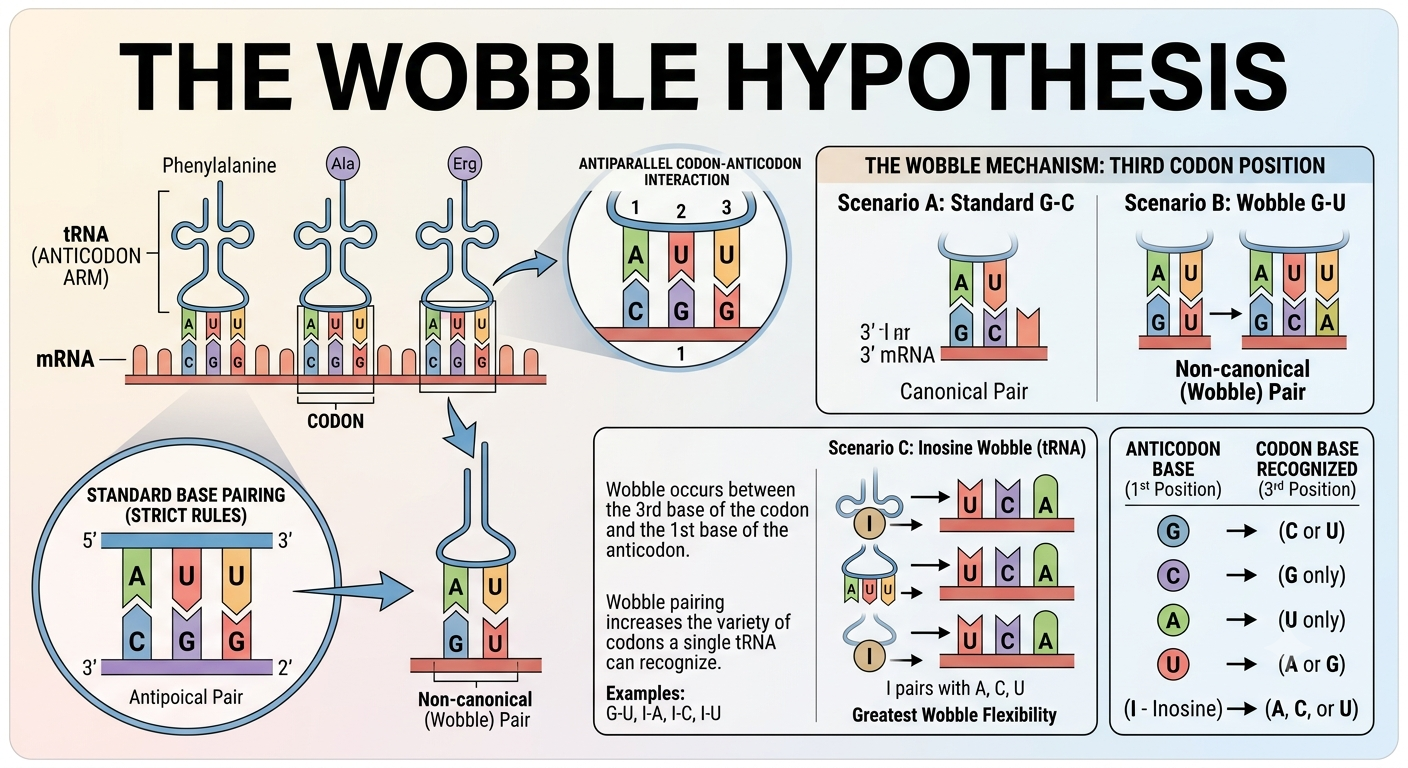 THE WOBBLE HYPOTHESIS
Phenylalanine
Ala
Erg
tRNA
(ANTICODON
ARM)
A U U
A U U
A U U
mRNA
C G G
C G G
C G G
CODON
ANTIPARALLEL CODON-ANTICODON
INTERACTION
1 2 3
A U U
C G G
1
THE WOBBLE MECHANISM: THIRD CODON POSITION
Scenario A: Standard G-C
A U
G C
3'
3' mRNA
Canonical Pair
Scenario B: Wobble G-U
A U
A U U
G U
G C A
Non-canonical
(Wobble) Pair
STANDARD BASE PAIRING
(STRICT RULES)
5' 3'
A U U
C G G
3' 2'
Antipoical Pair
A U
G U
Non-canonical
(Wobble) Pair
Wobble occurs between
the 3rd base of the codon
and the 1st base of the
anticodon.
Wobble pairing
increases the variety of
codons a single tRNA
can recognize.
Examples:
G-U, I-A, I-C, I-U
Scenario C: Inosine Wobble (tRNA)
I
U C A
A U U
U C A
I
U C A
I pairs with A, C, U
Greatest Wobble Flexibility
ANTICODON
BASE
(1st Position)
CODON BASE
RECOGNIZED
(3rd Position)
G → (C or U)
C → (G only)
A → (U only)
U → (A or G)
(I - Inosine) → (A, C, or U)